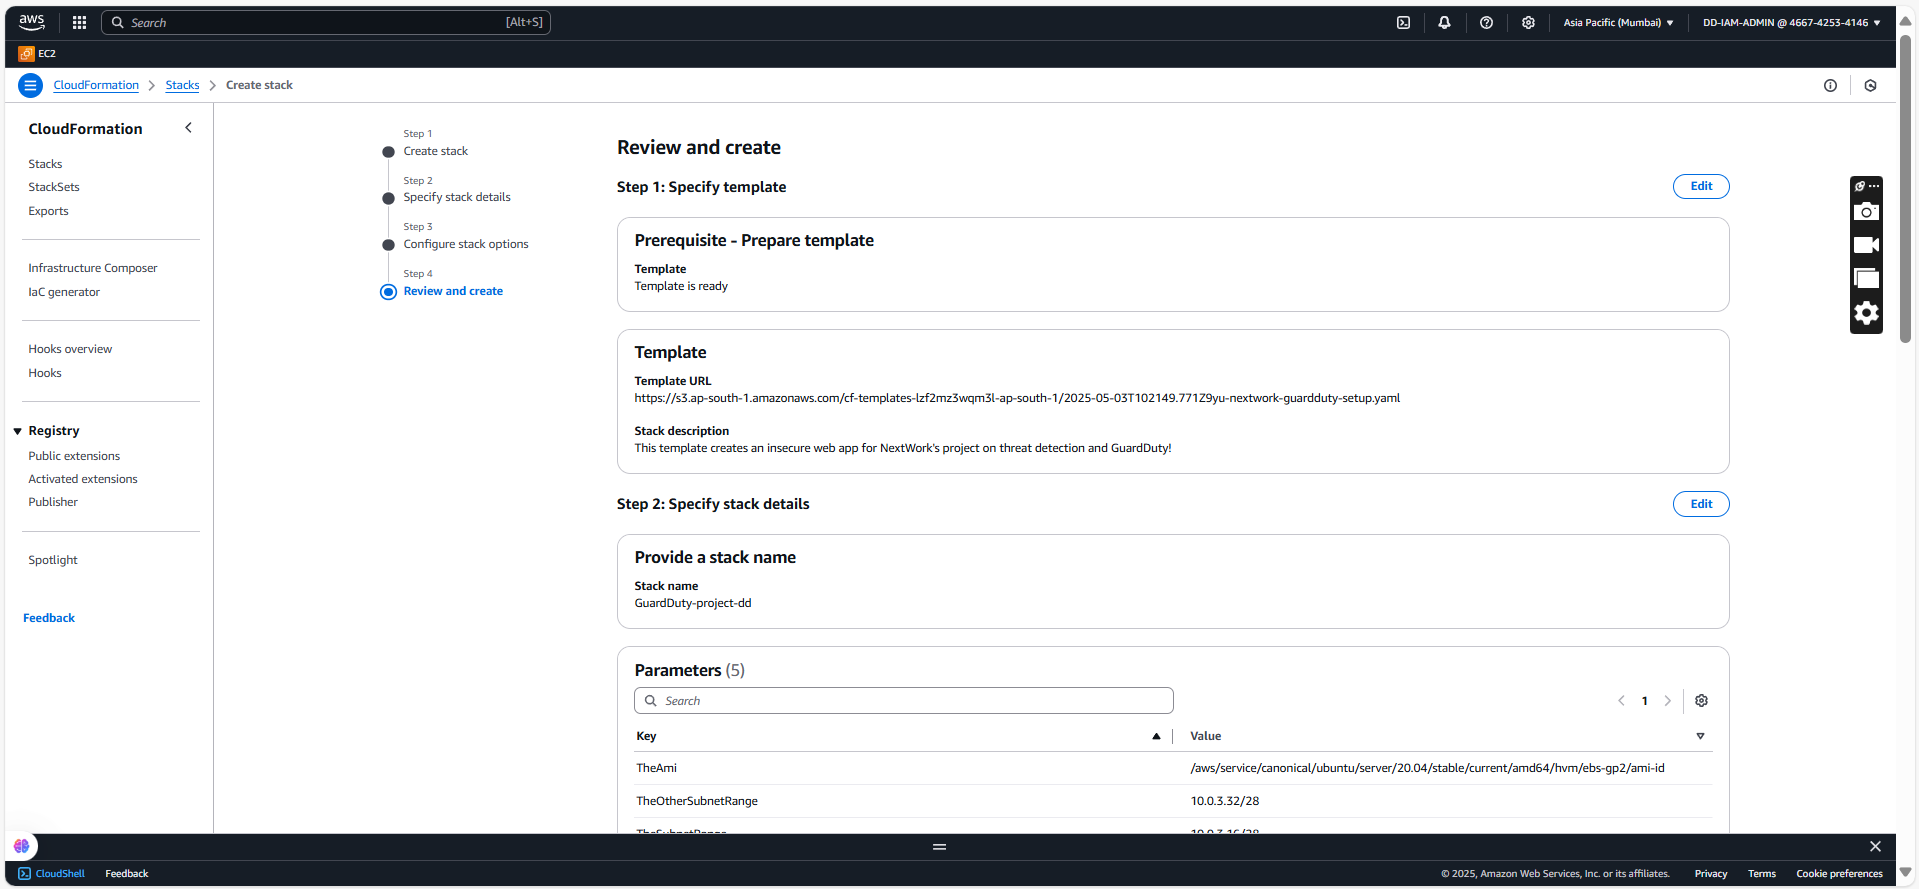 aws
Search [Alt+S]
Asia Pacific (Mumbai) ▼
DD-IAM-ADMIN @ 4667-4253-4146 ▼
EC2
CloudFormation > Stacks > Create stack
CloudFormation
Stacks
StackSets
Exports
Infrastructure Composer
IaC generator
Hooks overview
Hooks
Registry
Public extensions
Activated extensions
Publisher
Spotlight
Feedback
Step 1
Create stack
Step 2
Specify stack details
Step 3
Configure stack options
Step 4
Review and create
Review and create
Step 1: Specify template
Edit
Prerequisite - Prepare template
Template
Template is ready
Template
Template URL
https://s3.ap-south-1.amazonaws.com/cf-templates-lzf2mz3wqm3l-ap-south-1/2025-05-03T102149.771Z9yu-nextwork-guardduty-setup.yaml
Stack description
This template creates an insecure web app for NextWork's project on threat detection and GuardDuty!
Step 2: Specify stack details
Edit
Provide a stack name
Stack name
GuardDuty-project-dd
Parameters (5)
Search
1
Key Value
TheAmi /aws/service/canonical/ubuntu/server/20.04/stable/current/amd64/hvm/ebs-gp2/ami-id
TheOtherSubnetRange 10.0.3.32/28
TheSubnetRange 10.0.3.16/28
CloudShell Feedback
© 2025, Amazon Web Services, Inc. or its affiliates. Privacy Terms Cookie preferences